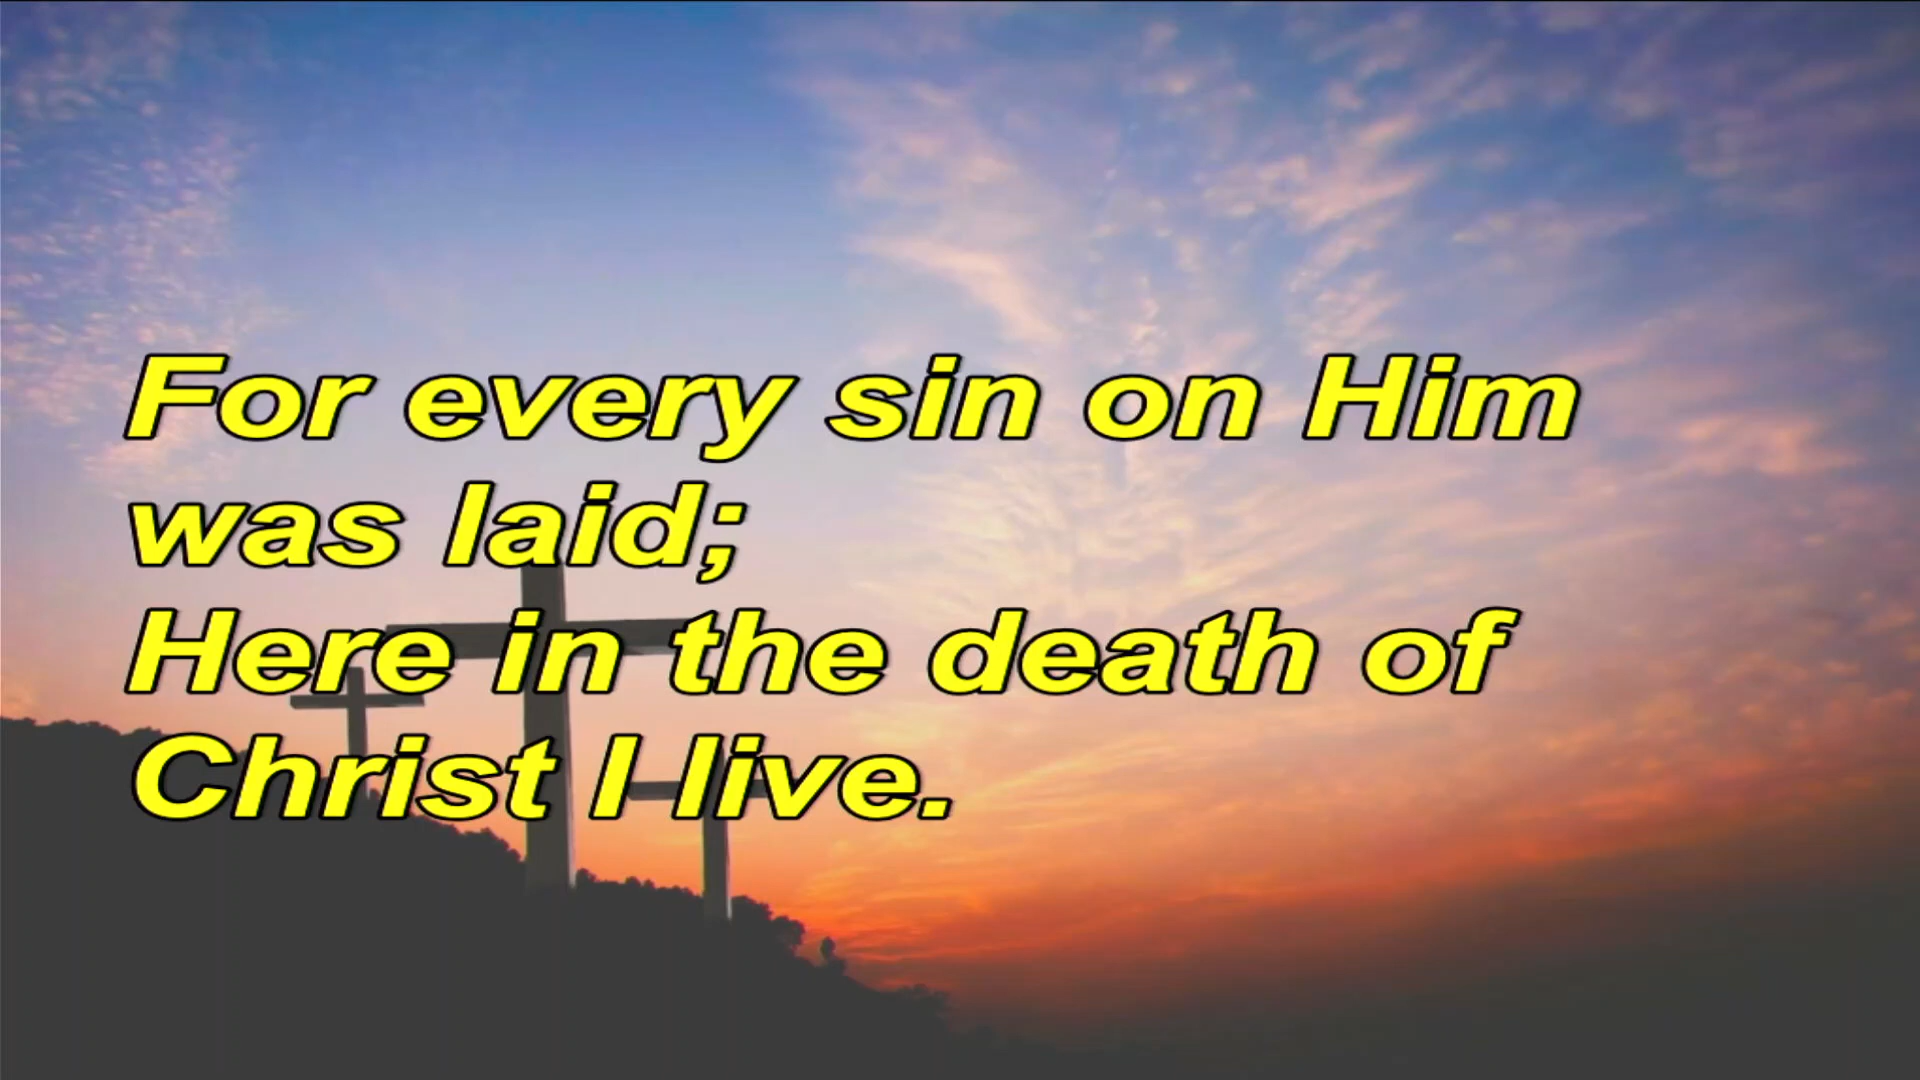 For every sin on Him
was laid;
Here in the death of
Christ I live.